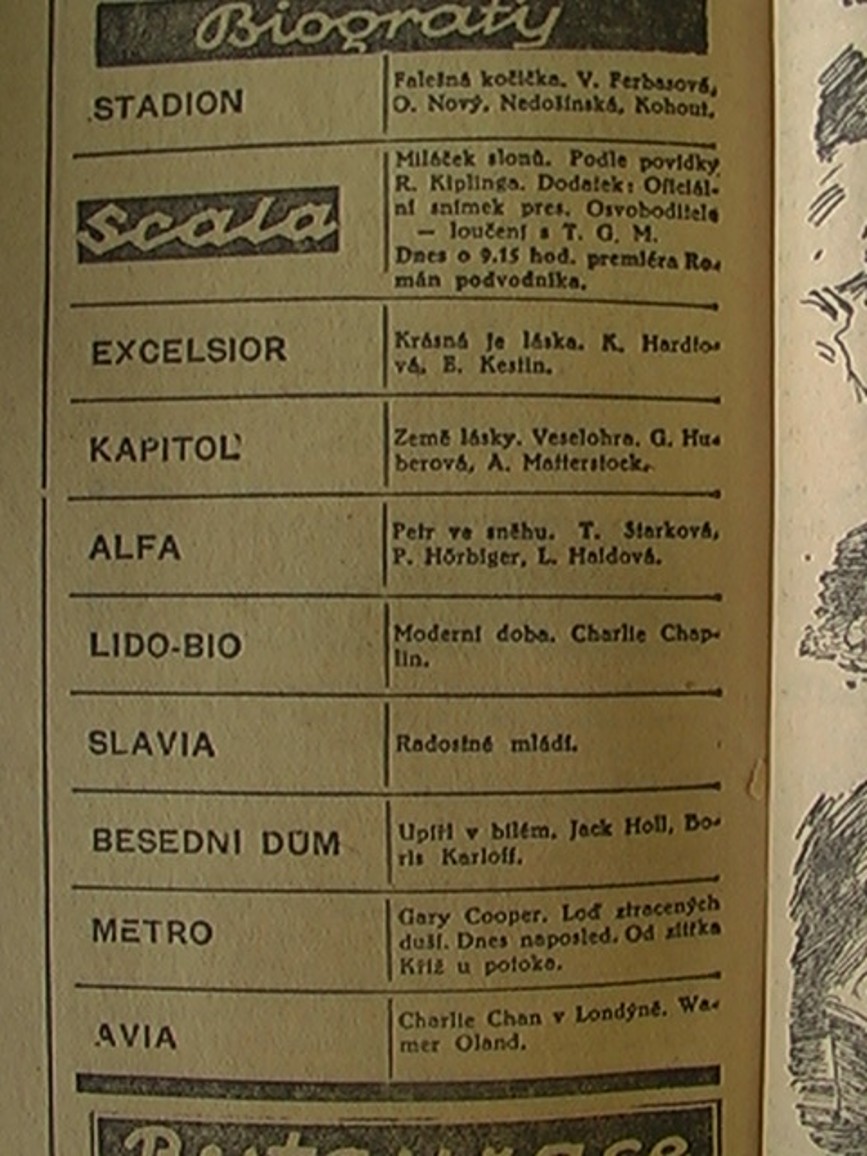 Biografy
STADION
Falešná kočička. V. Ferbasová,
O. Nový, Nedošínská, Kohout.
scala
Miláček slonů. Podle povídky
R. Kiplinga. Dodatek: Oficiál-
ní snímek pres. Osvoboditele
— loučení s T. G. M.
Dnes o 9.15 hod. premiéra Ro-
mán podvodníka.
EXCELSIOR
Krásná je láska. K. Hardto-
vá, E. Kestin.
KAPITOL
Země lásky. Veselohra. G. Hu-
berová, A. Matterstock.
ALFA
Petr ve sněhu. T. Starková,
P. Hörbiger, L. Haidová.
LIDO-BIO
Moderní doba. Charlie Chap-
lin.
SLAVIA
Radostné mládí.
BESEDNÍ DŮM
Upíři v bílém. Jack Holl, Bo-
ris Karloff.
METRO
Gary Cooper. Loď ztracených
duší. Dnes naposled. Od zítřka
Kříž u potoka.
AVIA
Charlie Chan v Londýně. Wa-
rner Oland.
Restaurace